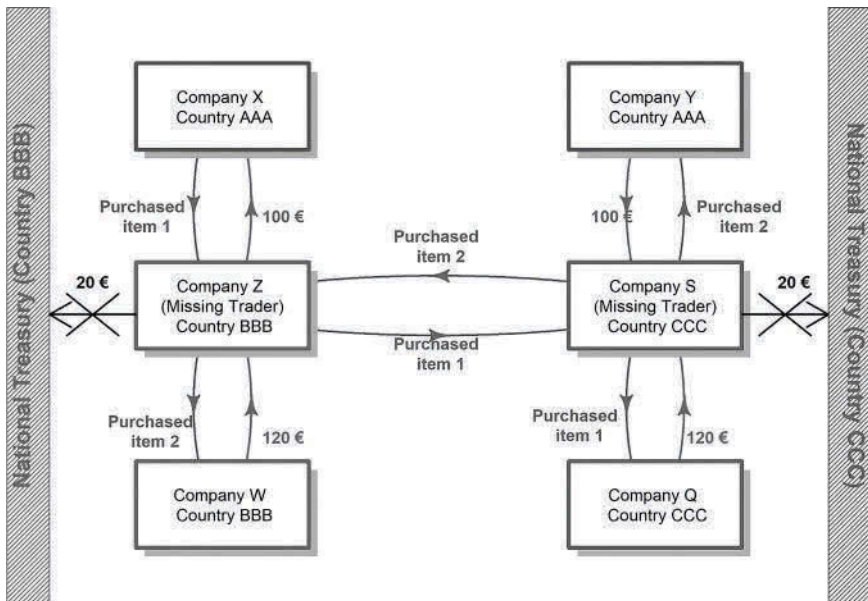 National Treasury (Country BBB)
Company X
Country AAA
Company Y
Country AAA
Purchased
item 1
100 €
100 €
Purchased
item 2
Purchased
item 2
20 €
Company Z
(Missing Trader)
Country BBB
Company S
(Missing Trader)
Country CCC
20 €
Purchased
item 1
Purchased
item 2
120 €
Purchased
item 1
120 €
Company W
Country BBB
Company Q
Country CCC
National Treasury (Country CCC)